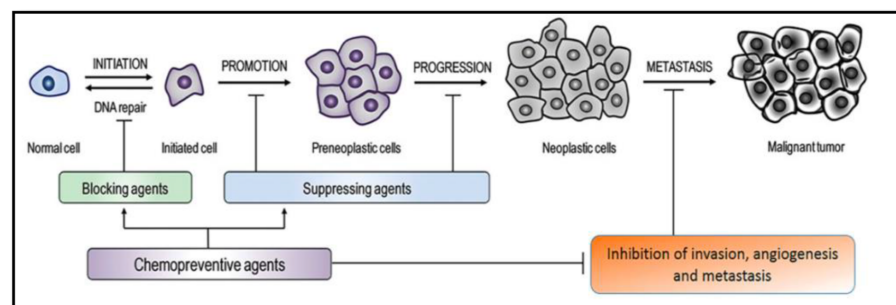 INITIATION
PROMOTION
PROGRESSION
METASTASIS
DNA repair
Normal cell
Initiated cell
Preneoplastic cells
Neoplastic cells
Malignant tumor
Blocking agents
Suppressing agents
Chemopreventive agents
Inhibition of invasion, angiogenesis
and metastasis